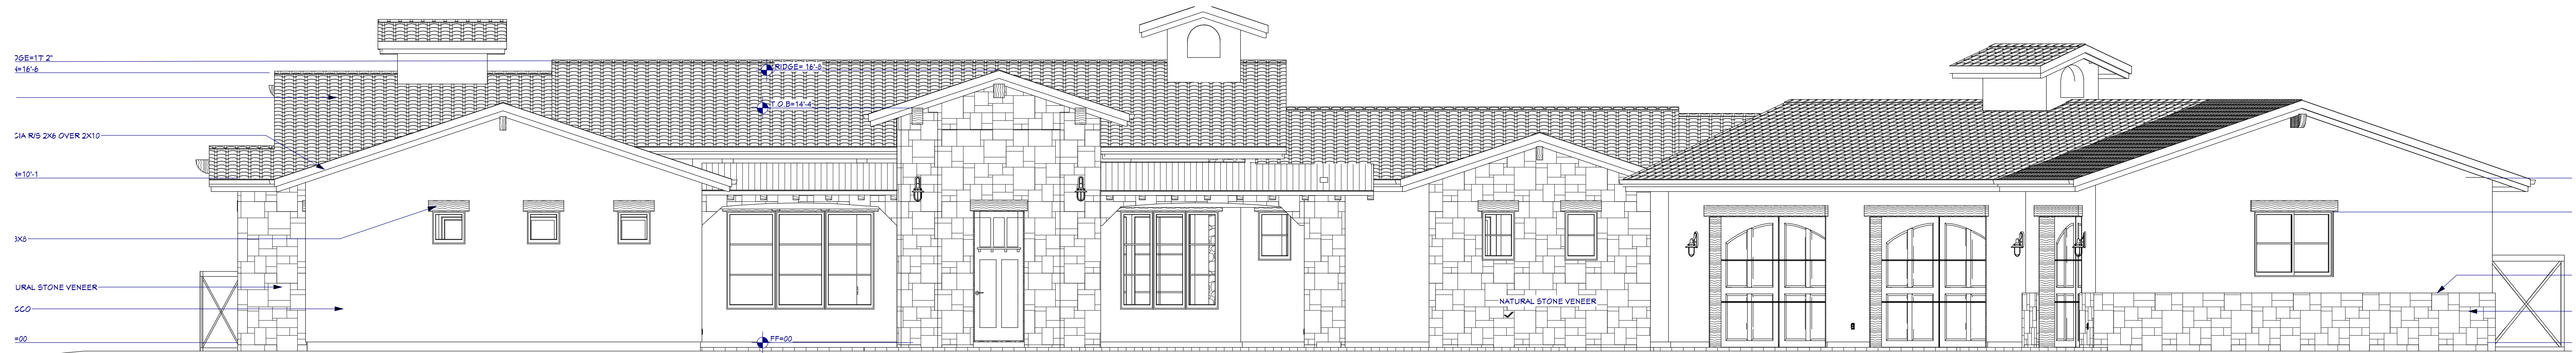 DGE=17' 2"
=16'-6
RIDGE= 16'-8
T.O.B=14'-4
CIA R/S 2X6 OVER 2X10
=10'-1
3X8
URAL STONE VENEER
NATURAL STONE VENEER
CCO
=00
FF=00